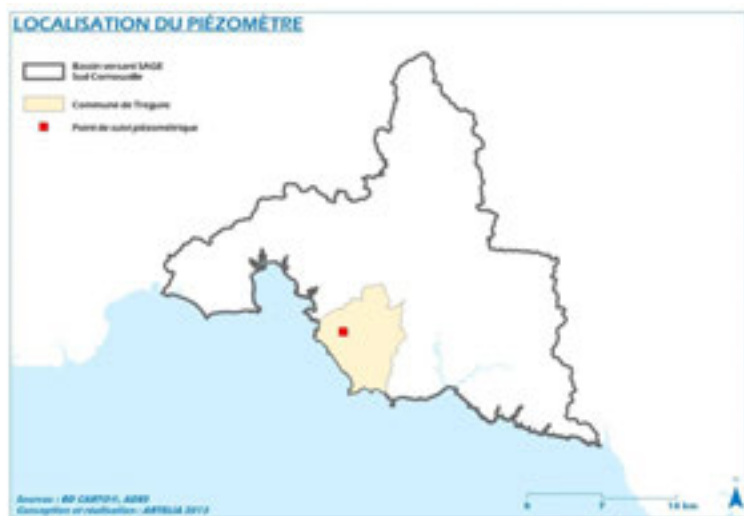 LOCALISATION DU PIÉZOMÈTRE
Bassin versant SAGE
Sud Cornouaille
Commune de Tregunc
Point de suivi piézométrique
Sources : BD CARTO®, ADES
Conception et réalisation : ARTELIA 2013
0 7 14 km